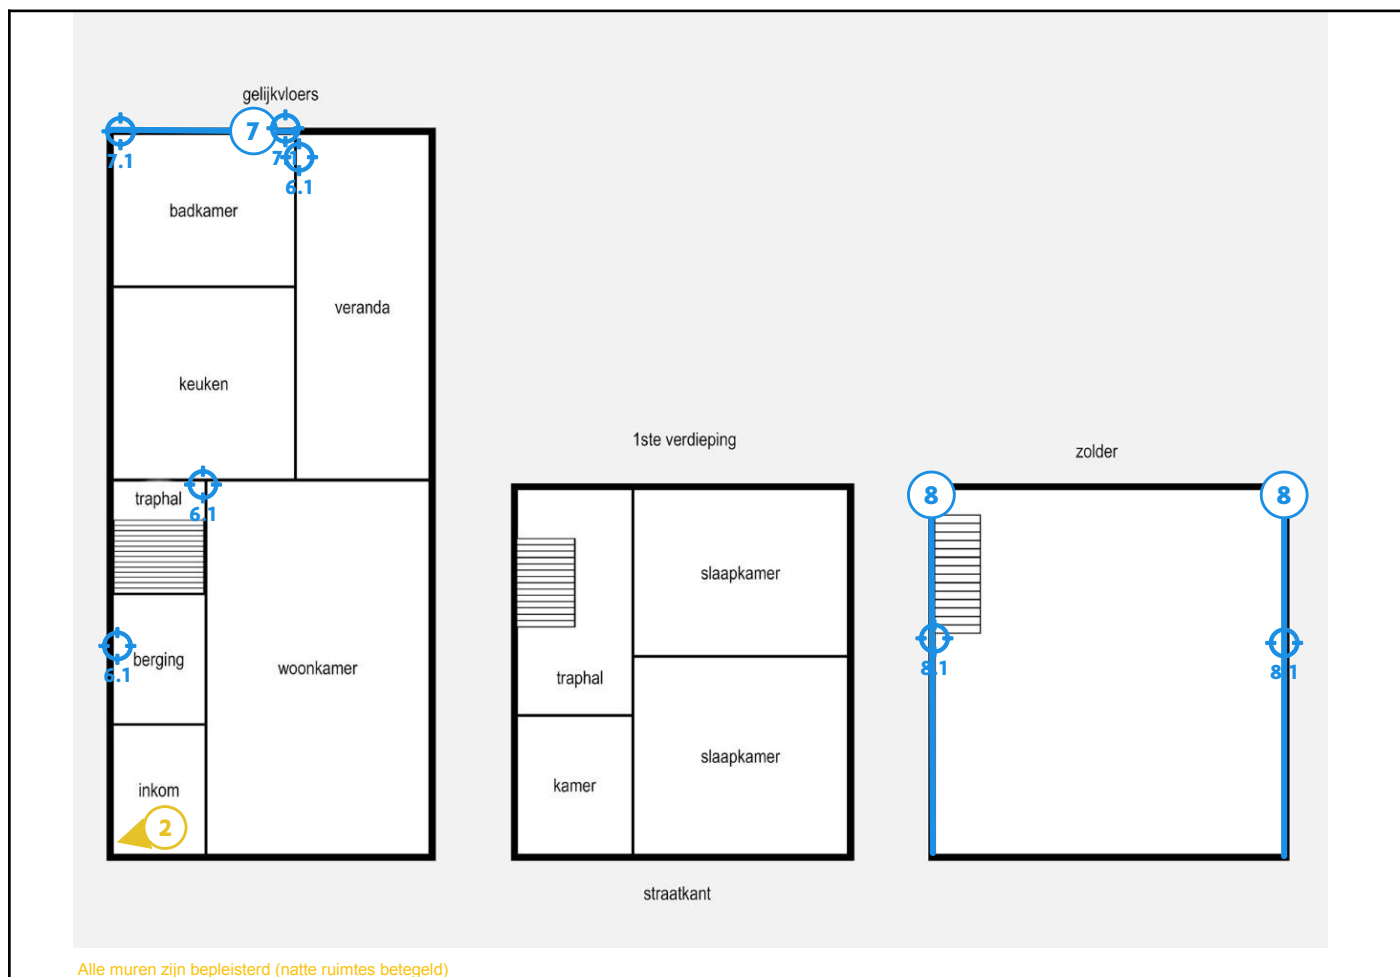 gelijkvloers
7
7.1
7.1
6.1
badkamer
veranda
keuken
1ste verdieping
zolder
traphal
6.1
8
8
slaapkamer
berging
6.1
woonkamer
traphal
8.1
8.1
slaapkamer
inkom
kamer
2
straatkant
Alle muren zijn bepleisterd (natte ruimtes betegeld)